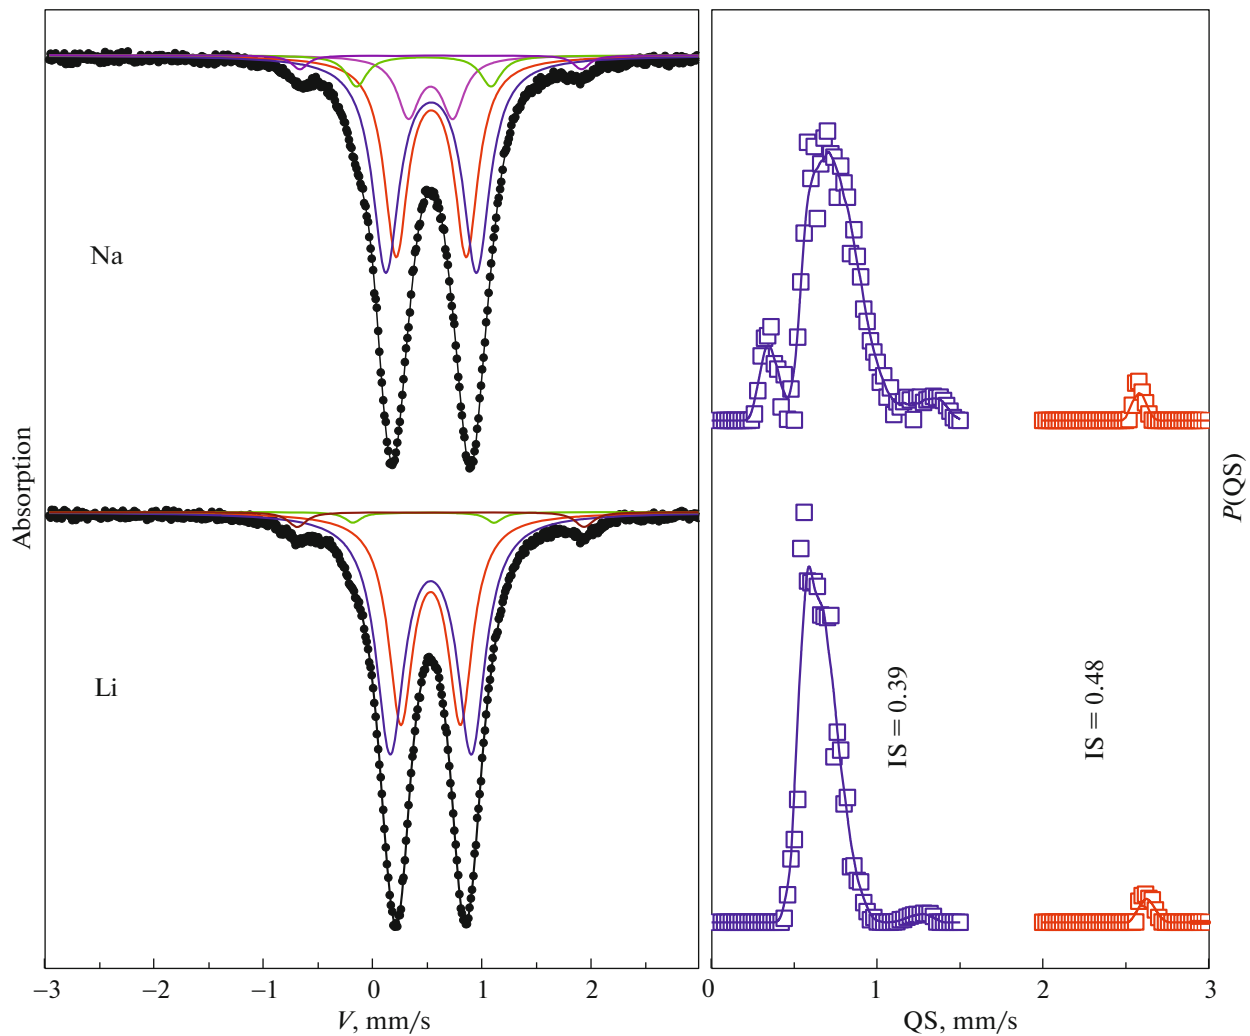 Absorption
Na
Li
−3
−2
−1
0
1
2
V, mm/s
IS = 0.39
IS = 0.48
0
1
2
3
QS, mm/s
P(QS)